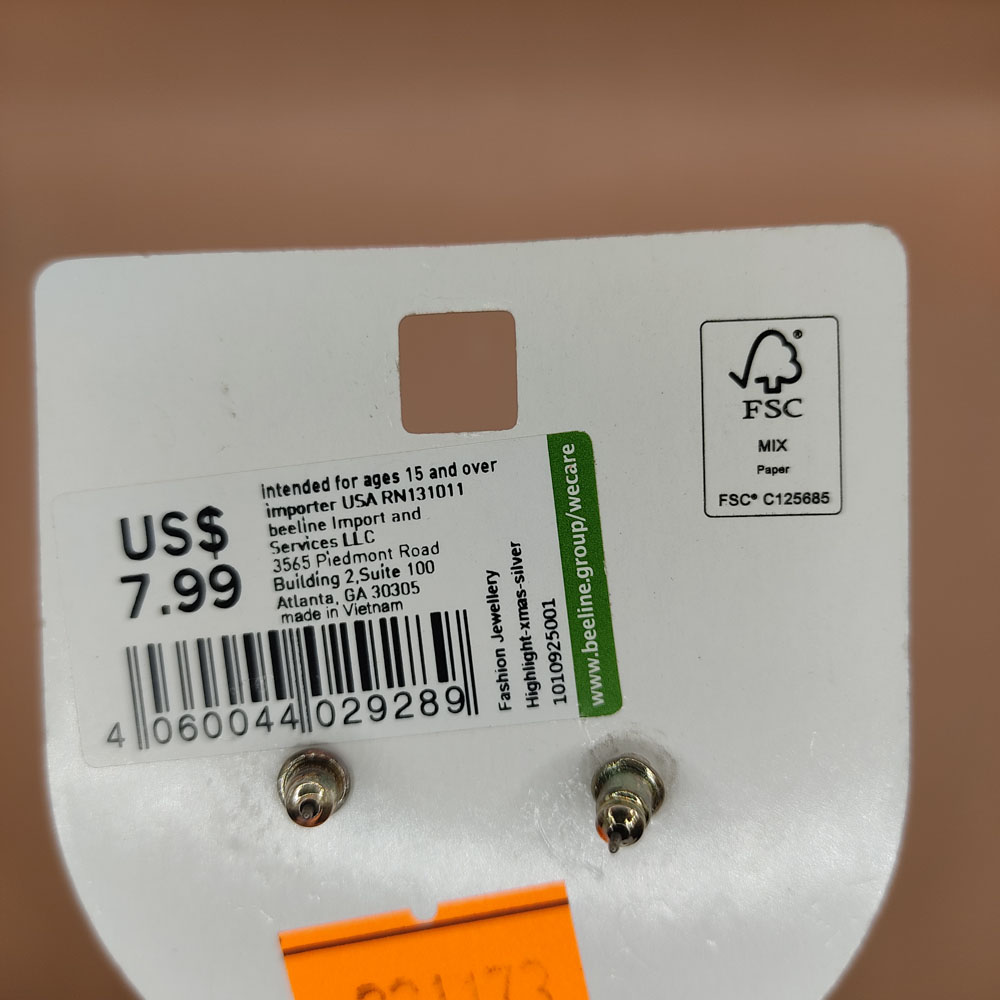 US$
7.99
intended for ages 15 and over
importer USA RN131011
beeline Import and
Services LLC
3565 Piedmont Road
Building 2,Suite 100
Atlanta, GA 30305
made in Vietnam
4 060044 029289
Fashion Jewellery
Highlight-xmas-silver
1010925001
www.beeline.group/wecare
®
FSC
MIX
Paper
FSC® C125685